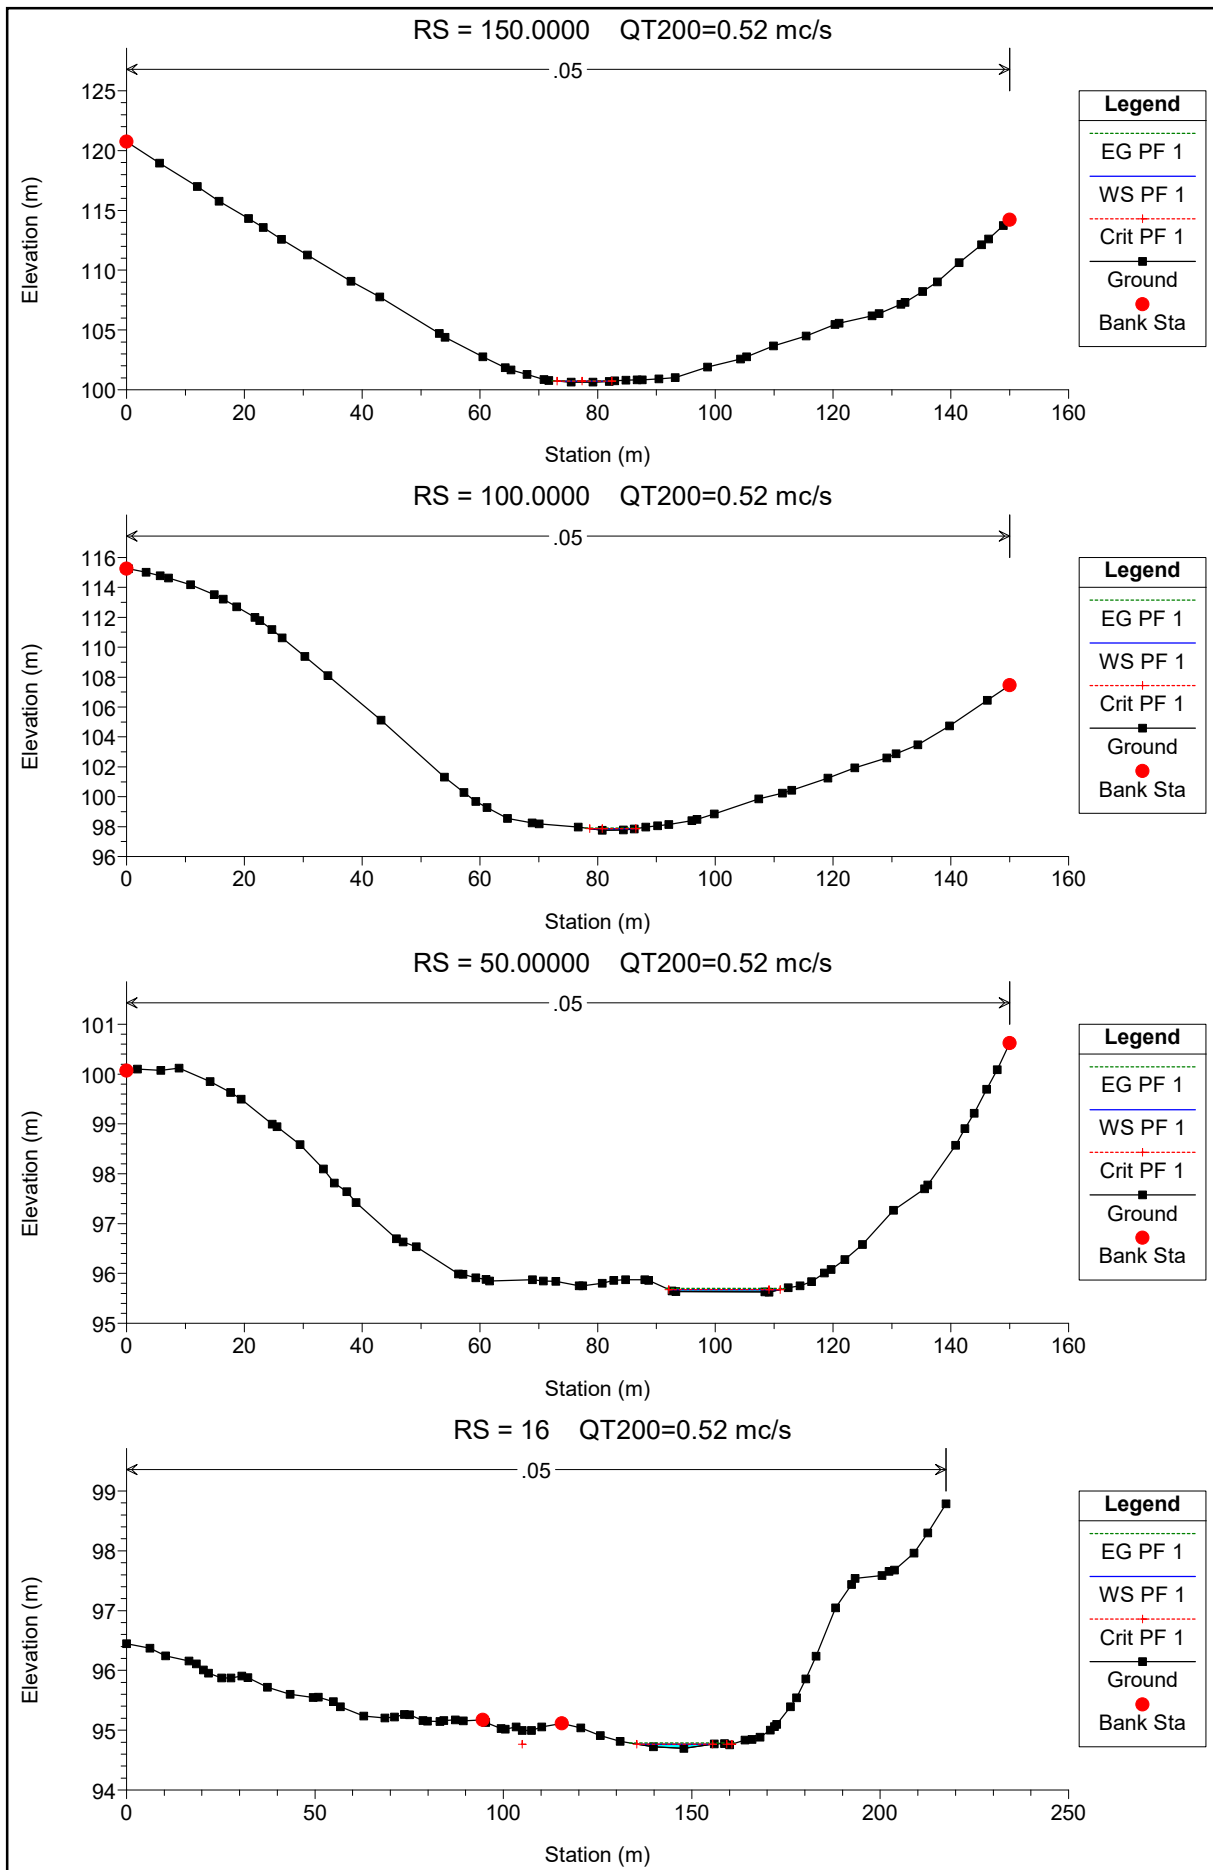 RS = 150.0000 QT200=0.52 mc/s
.05
125
120
115
110
105
100
0 20 40 60 80 100 120 140 160
Elevation (m)
Station (m)
Legend
EG PF 1
WS PF 1
Crit PF 1
Ground
Bank Sta
RS = 100.0000 QT200=0.52 mc/s
.05
116
114
112
110
108
106
104
102
100
98
96
0 20 40 60 80 100 120 140 160
Elevation (m)
Station (m)
Legend
EG PF 1
WS PF 1
Crit PF 1
Ground
Bank Sta
RS = 50.00000 QT200=0.52 mc/s
.05
101
100
99
98
97
96
95
0 20 40 60 80 100 120 140 160
Elevation (m)
Station (m)
Legend
EG PF 1
WS PF 1
Crit PF 1
Ground
Bank Sta
RS = 16 QT200=0.52 mc/s
.05
99
98
97
96
95
94
0 50 100 150 200 250
Elevation (m)
Station (m)
Legend
EG PF 1
WS PF 1
Crit PF 1
Ground
Bank Sta